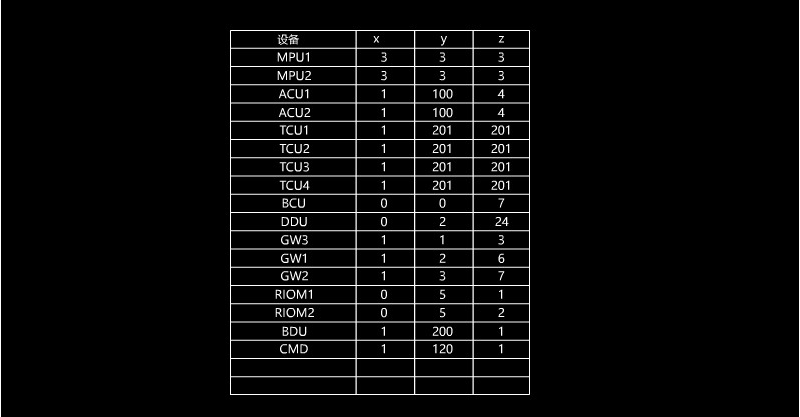 设备 x y z
MPU1 3 3 3
MPU2 3 3 3
ACU1 1 100 4
ACU2 1 100 4
TCU1 1 201 201
TCU2 1 201 201
TCU3 1 201 201
TCU4 1 201 201
BCU 0 0 7
DDU 0 2 24
GW3 1 1 3
GW1 1 2 6
GW2 1 3 7
RIOM1 0 5 1
RIOM2 0 5 2
BDU 1 200 1
CMD 1 120 1